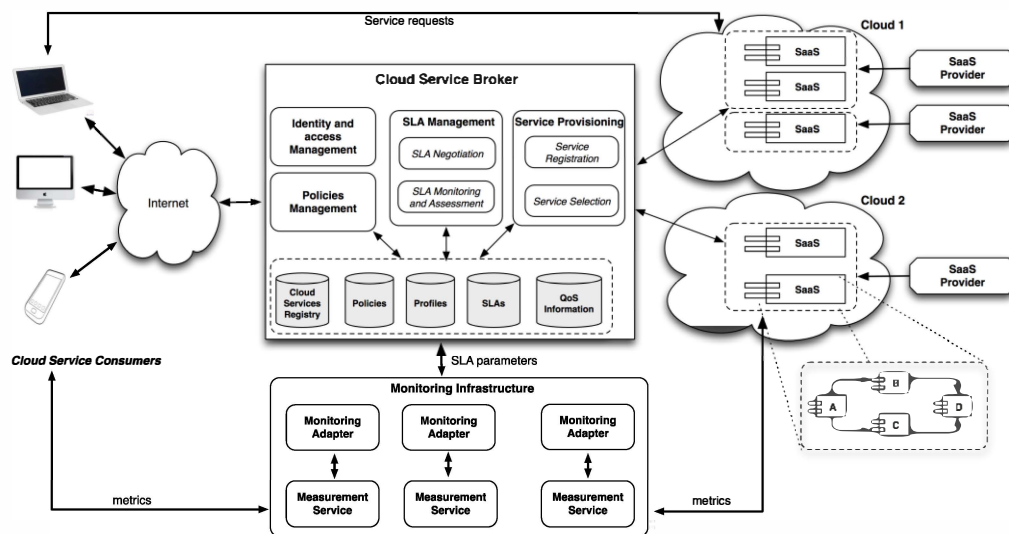 Service requests
Cloud 1
SaaS
SaaS
SaaS
SaaS
Provider
SaaS
Provider
Cloud Service Broker
Identity and
access
Management
Policies
Management
SLA Management
SLA Negotiation
SLA Monitoring
and Assessment
Service Provisioning
Service
Registration
Service Selection
Internet
Cloud
Services
Registry
Policies
Profiles
SLAs
QoS
Information
Cloud 2
SaaS
SaaS
SaaS
Provider
Cloud Service Consumers
SLA parameters
Monitoring Infrastructure
Monitoring
Adapter
Monitoring
Adapter
Monitoring
Adapter
Measurement
Service
Measurement
Service
Measurement
Service
metrics
metrics
A
B
C
D